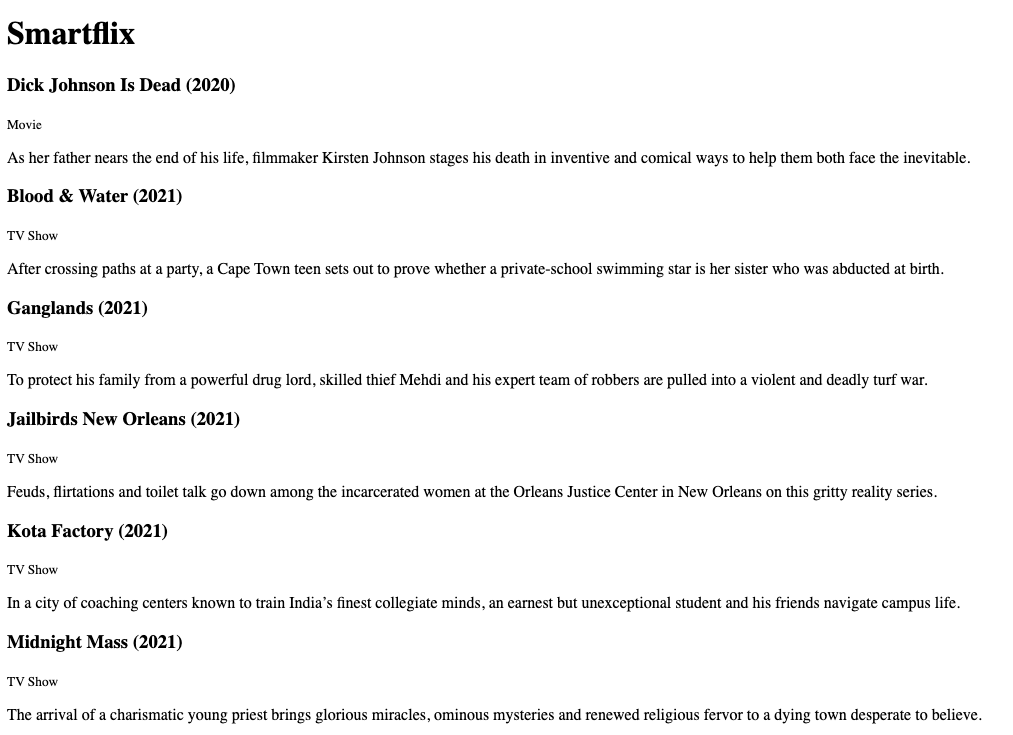 Smartflix
Dick Johnson Is Dead (2020)
Movie
As her father nears the end of his life, filmmaker Kirsten Johnson stages his death in inventive and comical ways to help them both face the inevitable.
Blood & Water (2021)
TV Show
After crossing paths at a party, a Cape Town teen sets out to prove whether a private-school swimming star is her sister who was abducted at birth.
Ganglands (2021)
TV Show
To protect his family from a powerful drug lord, skilled thief Mehdi and his expert team of robbers are pulled into a violent and deadly turf war.
Jailbirds New Orleans (2021)
TV Show
Feuds, flirtations and toilet talk go down among the incarcerated women at the Orleans Justice Center in New Orleans on this gritty reality series.
Kota Factory (2021)
TV Show
In a city of coaching centers known to train India’s finest collegiate minds, an earnest but unexceptional student and his friends navigate campus life.
Midnight Mass (2021)
TV Show
The arrival of a charismatic young priest brings glorious miracles, ominous mysteries and renewed religious fervor to a dying town desperate to believe.